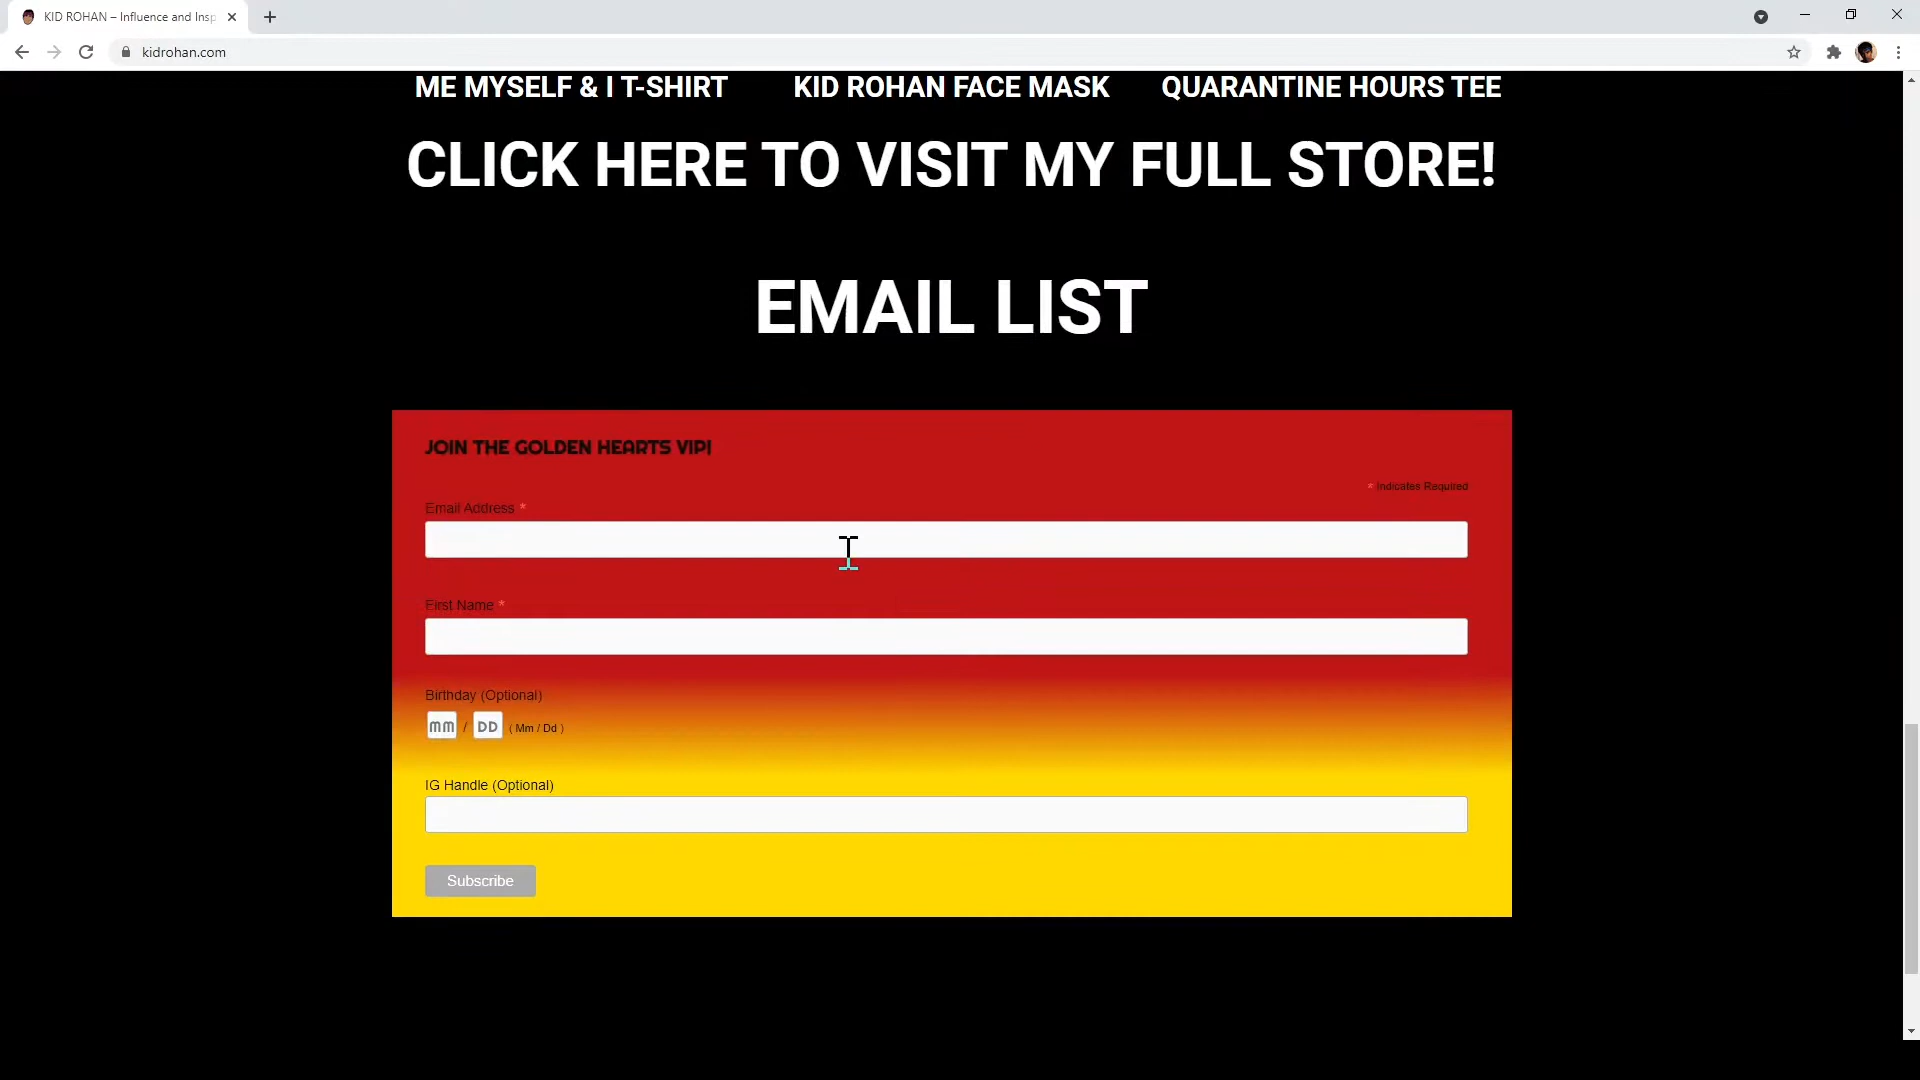 KID ROHAN – Influence and Insp
kidrohan.com
ME MYSELF & I T-SHIRT
KID ROHAN FACE MASK
QUARANTINE HOURS TEE
CLICK HERE TO VISIT MY FULL STORE!
EMAIL LIST
JOIN THE GOLDEN HEARTS VIP!
* Indicates Required
Email Address *
First Name *
Birthday (Optional)
MM / DD ( Mm / Dd )
IG Handle (Optional)
Subscribe